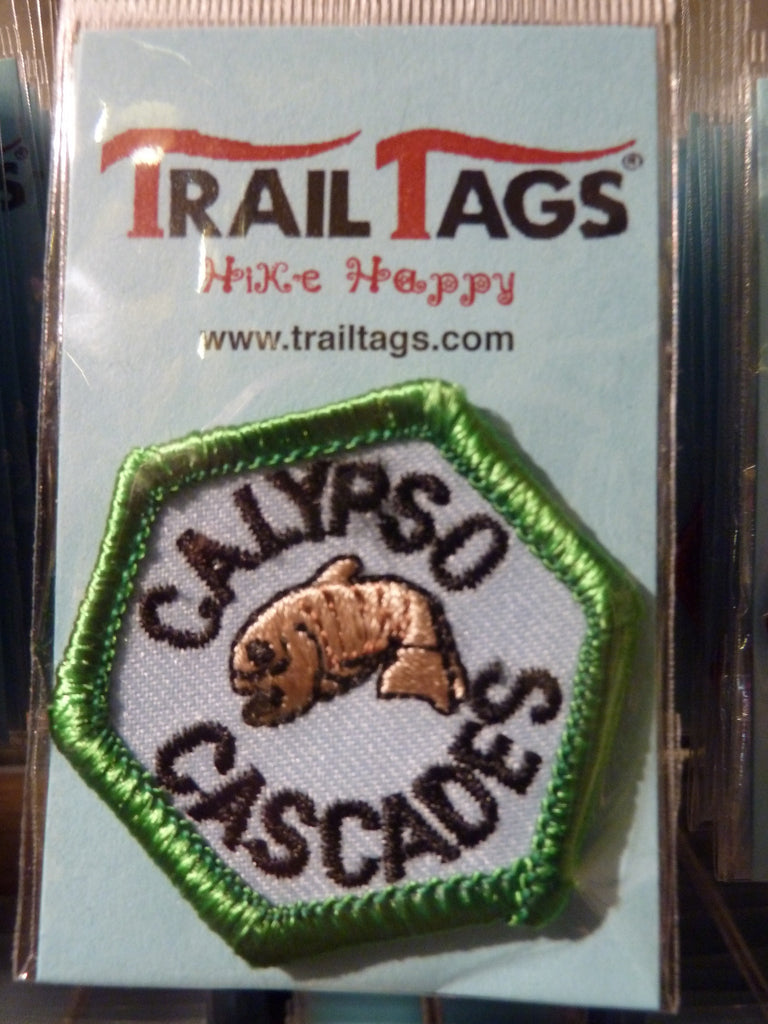 TRAIL TAGS®
Hike Happy
www.trailtags.com
CALYPSO
CASCADES